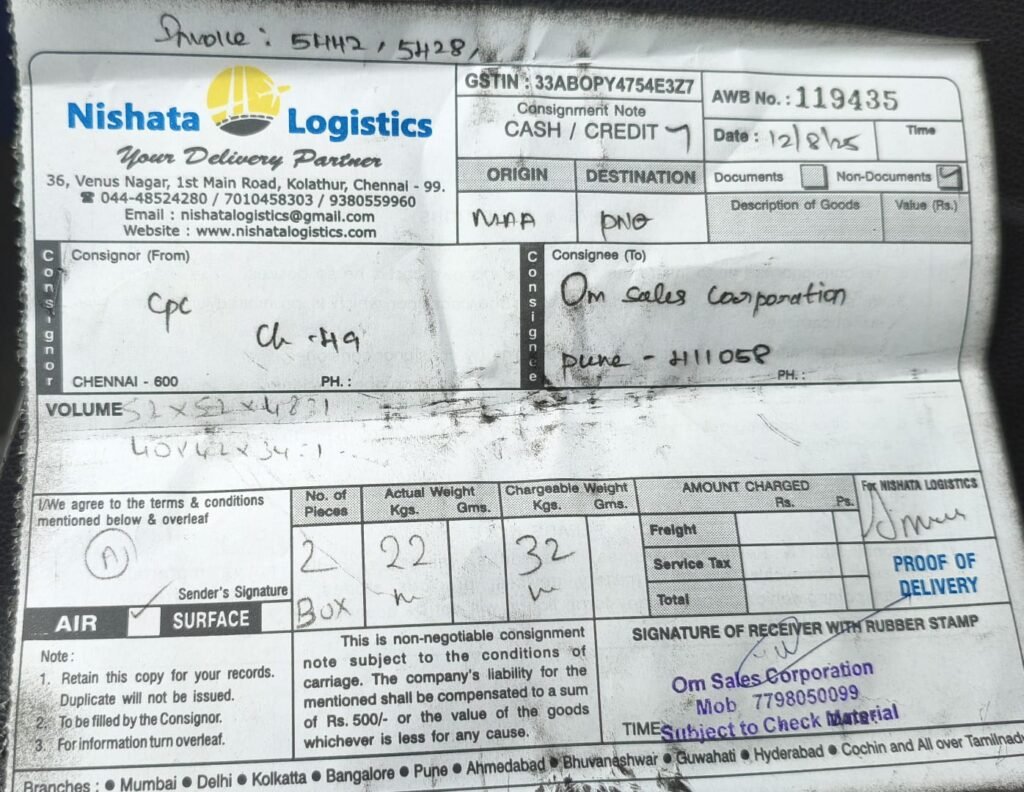 Invoice : 5442, 5428,
Nishata Logistics
Your Delivery Partner
36, Venus Nagar, 1st Main Road, Kolathur, Chennai - 99.
☎ 044-48524280 / 7010458303 / 9380559960
Email : nishatalogistics@gmail.com
Website : www.nishatalogistics.com
GSTIN : 33ABOPY4754E3Z7
Consignment Note
CASH / CREDIT
AWB No. : 119435
Date : 12/8/25 Time
ORIGIN DESTINATION
MAA PNQ
Documents Non-Documents
Description of Goods Value (Rs.)
Consignor
Consignor (From)
CPC
Ch - 49
CHENNAI - 600 PH. :
Consignee
Consignee (To)
Om Sales Corporation
Pune - 411058
PH. :
VOLUME 52 x 52 x 48 : 1
40 x 42 x 34 : 1
I/We agree to the terms & conditions
mentioned below & overleaf
Sender's Signature
AIR SURFACE
No. of Pieces
2
Box
Actual Weight
Kgs. Gms.
22
Chargeable Weight
Kgs. Gms.
32
AMOUNT CHARGED
Rs. Ps.
Freight
Service Tax
Total
For NISHATA LOGISTICS
PROOF OF
DELIVERY
Note :
1. Retain this copy for your records.
Duplicate will not be issued.
2. To be filled by the Consignor.
3. For information turn overleaf.
This is non-negotiable consignment
note subject to the conditions of
carriage. The company's liability for the
mentioned shall be compensated to a sum
of Rs. 500/- or the value of the goods
whichever is less for any cause.
SIGNATURE OF RECEIVER WITH RUBBER STAMP
Om Sales Corporation
Mob 7798050099
TIME
Subject to Check Material
Branches : ● Mumbai ● Delhi ● Kolkatta ● Bangalore ● Pune ● Ahmedabad ● Bhuvaneshwar ● Guwahati ● Hyderabad ● Cochin and All over Tamilnadu